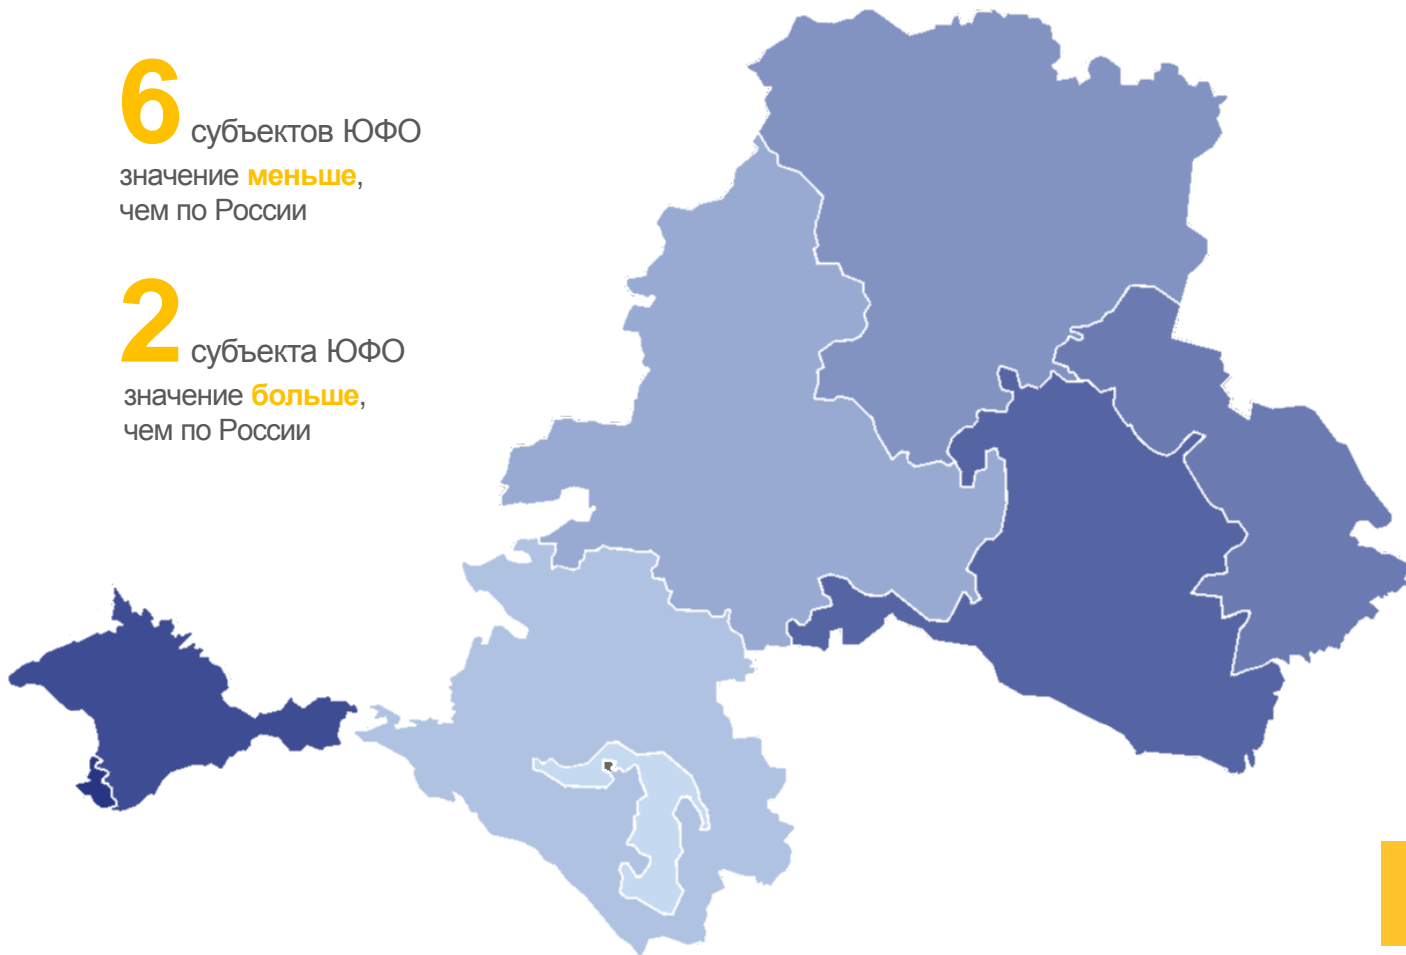 6 субъектов ЮФО
значение меньше,
чем по России
2 субъекта ЮФО
значение больше,
чем по России